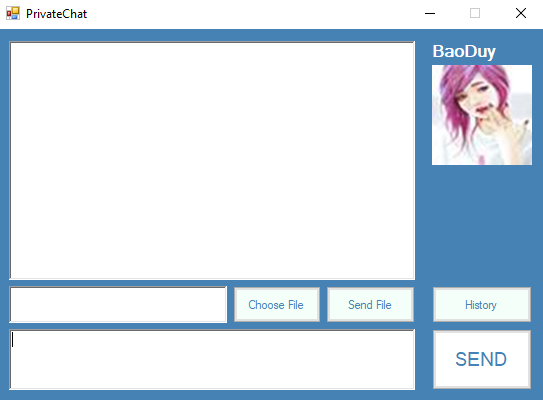 PrivateChat
BaoDuy
Choose File
Send File
History
SEND